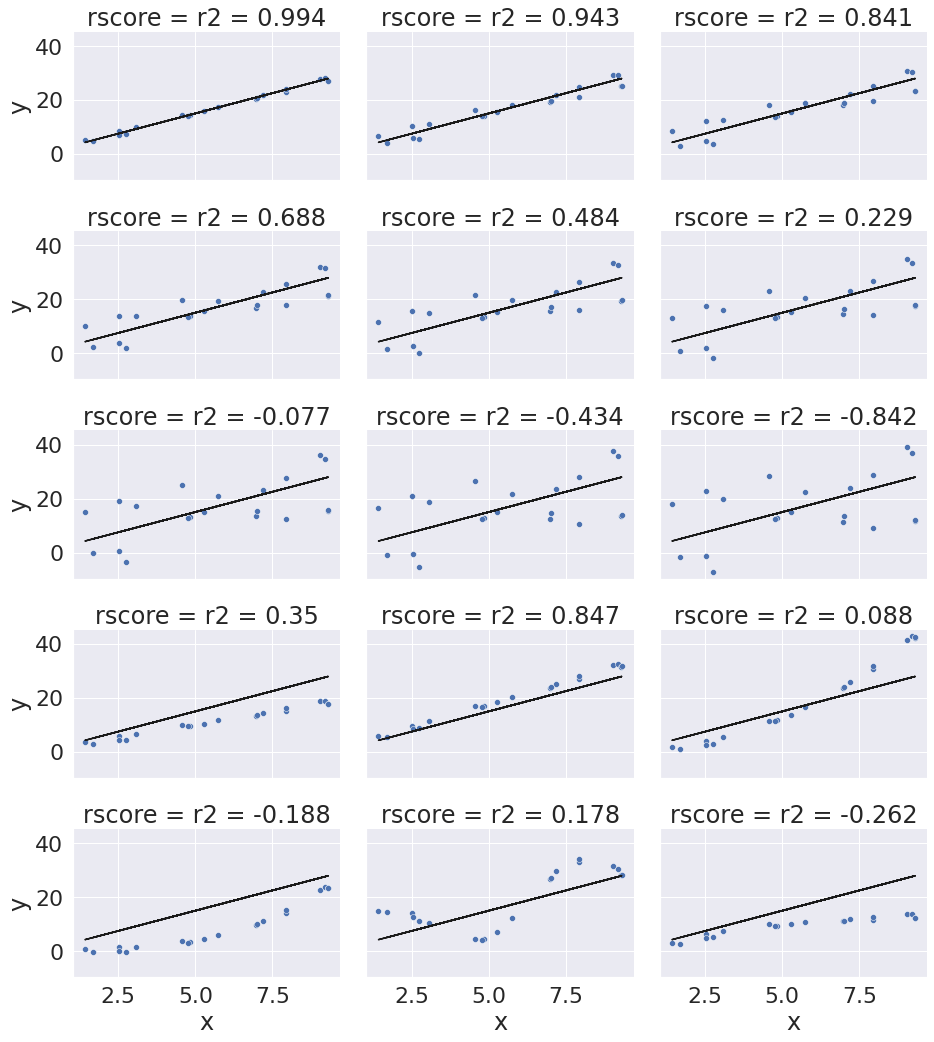 rscore = r2 = 0.994 rscore = r2 = 0.943 rscore = r2 = 0.841
40
20
0
y
rscore = r2 = 0.688 rscore = r2 = 0.484 rscore = r2 = 0.229
40
20
0
y
rscore = r2 = -0.077 rscore = r2 = -0.434 rscore = r2 = -0.842
40
20
0
y
rscore = r2 = 0.35 rscore = r2 = 0.847 rscore = r2 = 0.088
40
20
0
y
rscore = r2 = -0.188 rscore = r2 = 0.178 rscore = r2 = -0.262
40
20
0
y
2.5 5.0 7.5 2.5 5.0 7.5 2.5 5.0 7.5
x x x